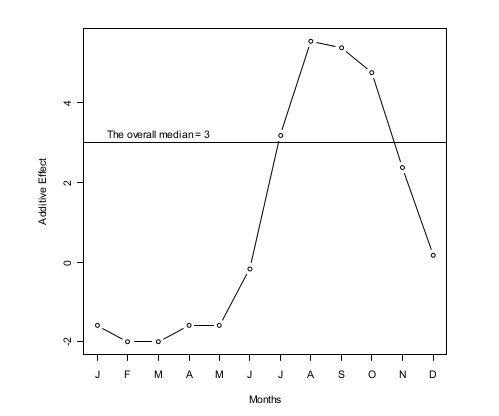 4
The overall median = 3
2
0
-2
Additive Effect
J F M A M J J A S O N D
Months